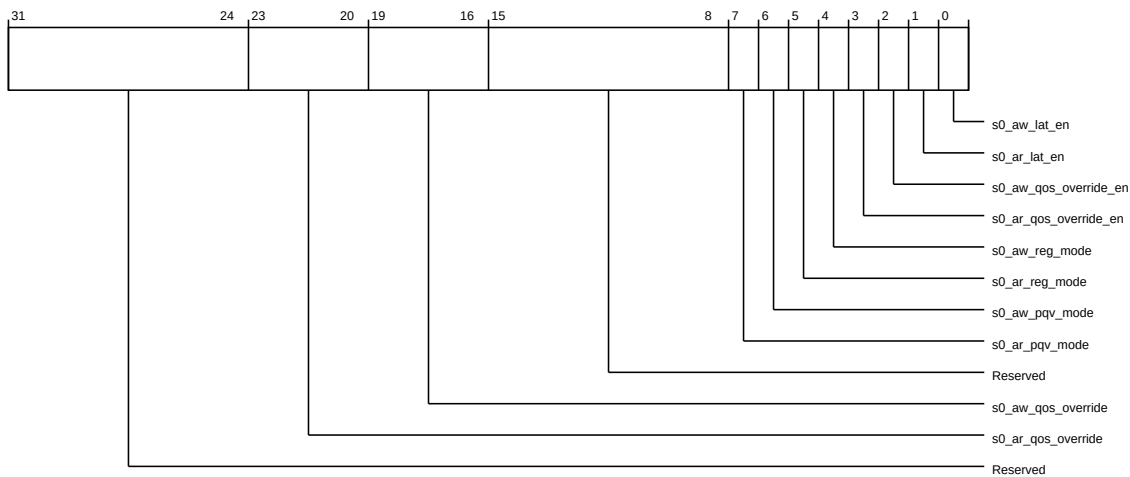 31 24 23 20 19 16 15 8 7 6 5 4 3 2 1 0
s0_aw_lat_en
s0_ar_lat_en
s0_aw_qos_override_en
s0_ar_qos_override_en
s0_aw_reg_mode
s0_ar_reg_mode
s0_aw_pqv_mode
s0_ar_pqv_mode
Reserved
s0_aw_qos_override
s0_ar_qos_override
Reserved